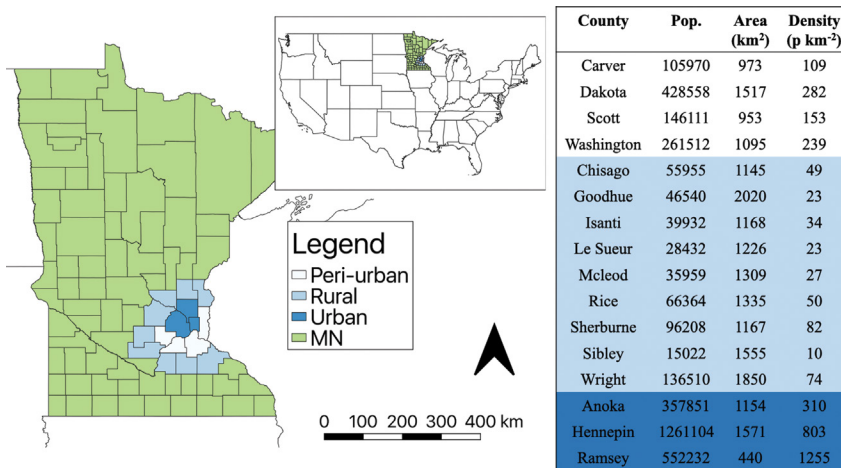 Legend
Peri-urban
Rural
Urban
MN
0 100 200 300 400 km
County Pop. Area (km²) Density (p km⁻²)
Carver 105970 973 109
Dakota 428558 1517 282
Scott 146111 953 153
Washington 261512 1095 239
Chisago 55955 1145 49
Goodhue 46540 2020 23
Isanti 39932 1168 34
Le Sueur 28432 1226 23
Mcleod 35959 1309 27
Rice 66364 1335 50
Sherburne 96208 1167 82
Sibley 15022 1555 10
Wright 136510 1850 74
Anoka 357851 1154 310
Hennepin 1261104 1571 803
Ramsey 552232 440 1255